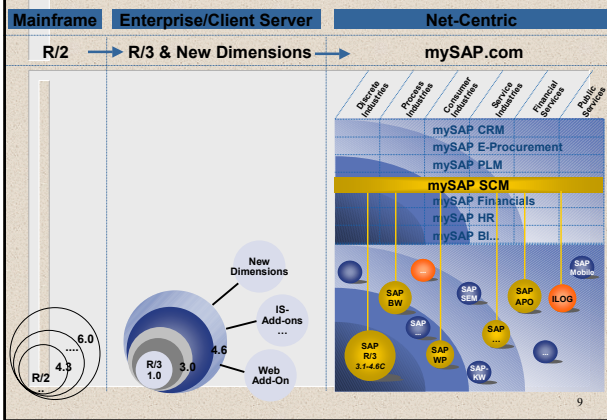 Mainframe
Enterprise/Client Server
Net-Centric
R/2
R/3 & New Dimensions
mySAP.com
Discrete
Industries
Process
Industries
Consumer
Industries
Service
Industries
Financial
Services
Public
Services
mySAP CRM
mySAP E-Procurement
mySAP PLM
mySAP SCM
mySAP Financials
mySAP HR
mySAP BI...
New
Dimensions
IS-
Add-ons
...
Web
Add-On
4.6
3.0
R/3
1.0
6.0
....
4.3
R/2
..
...
SAP
Mobile
SAP
BW
SAP
SEM
SAP
APO
ILOG
SAP
...
SAP
...
SAP
R/3
3.1-4.6C
SAP
WP
SAP-
KW
...
9